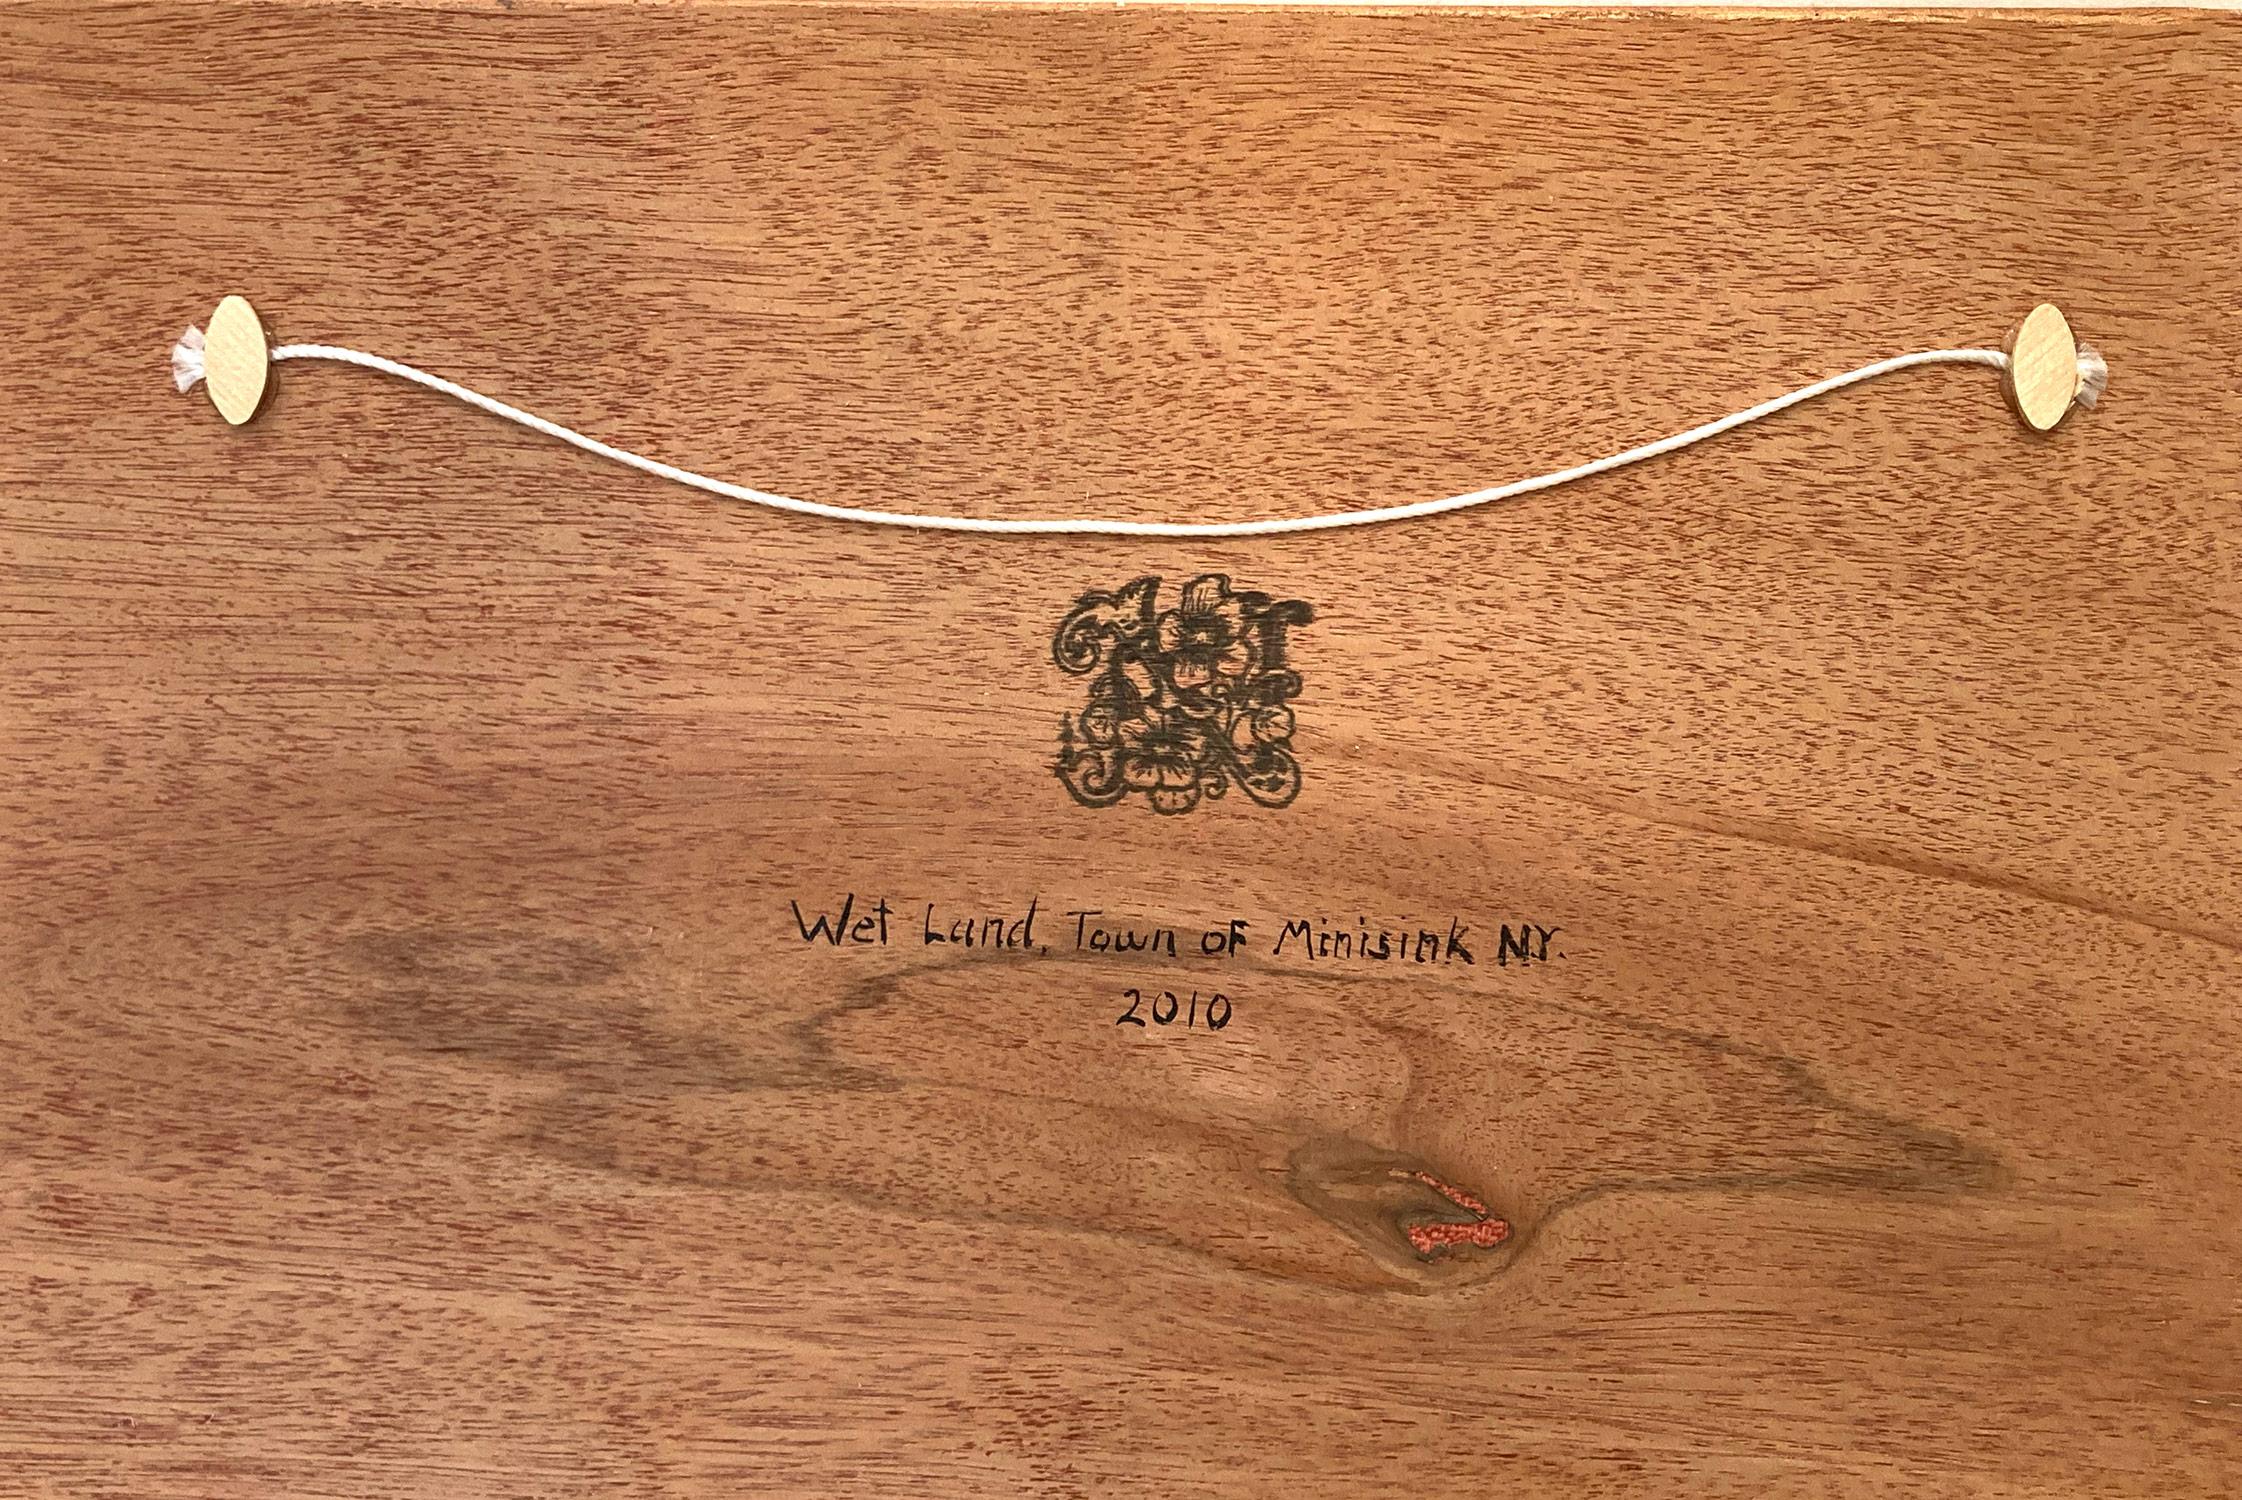 Wet Land, Town of Minisink N.Y.
2010